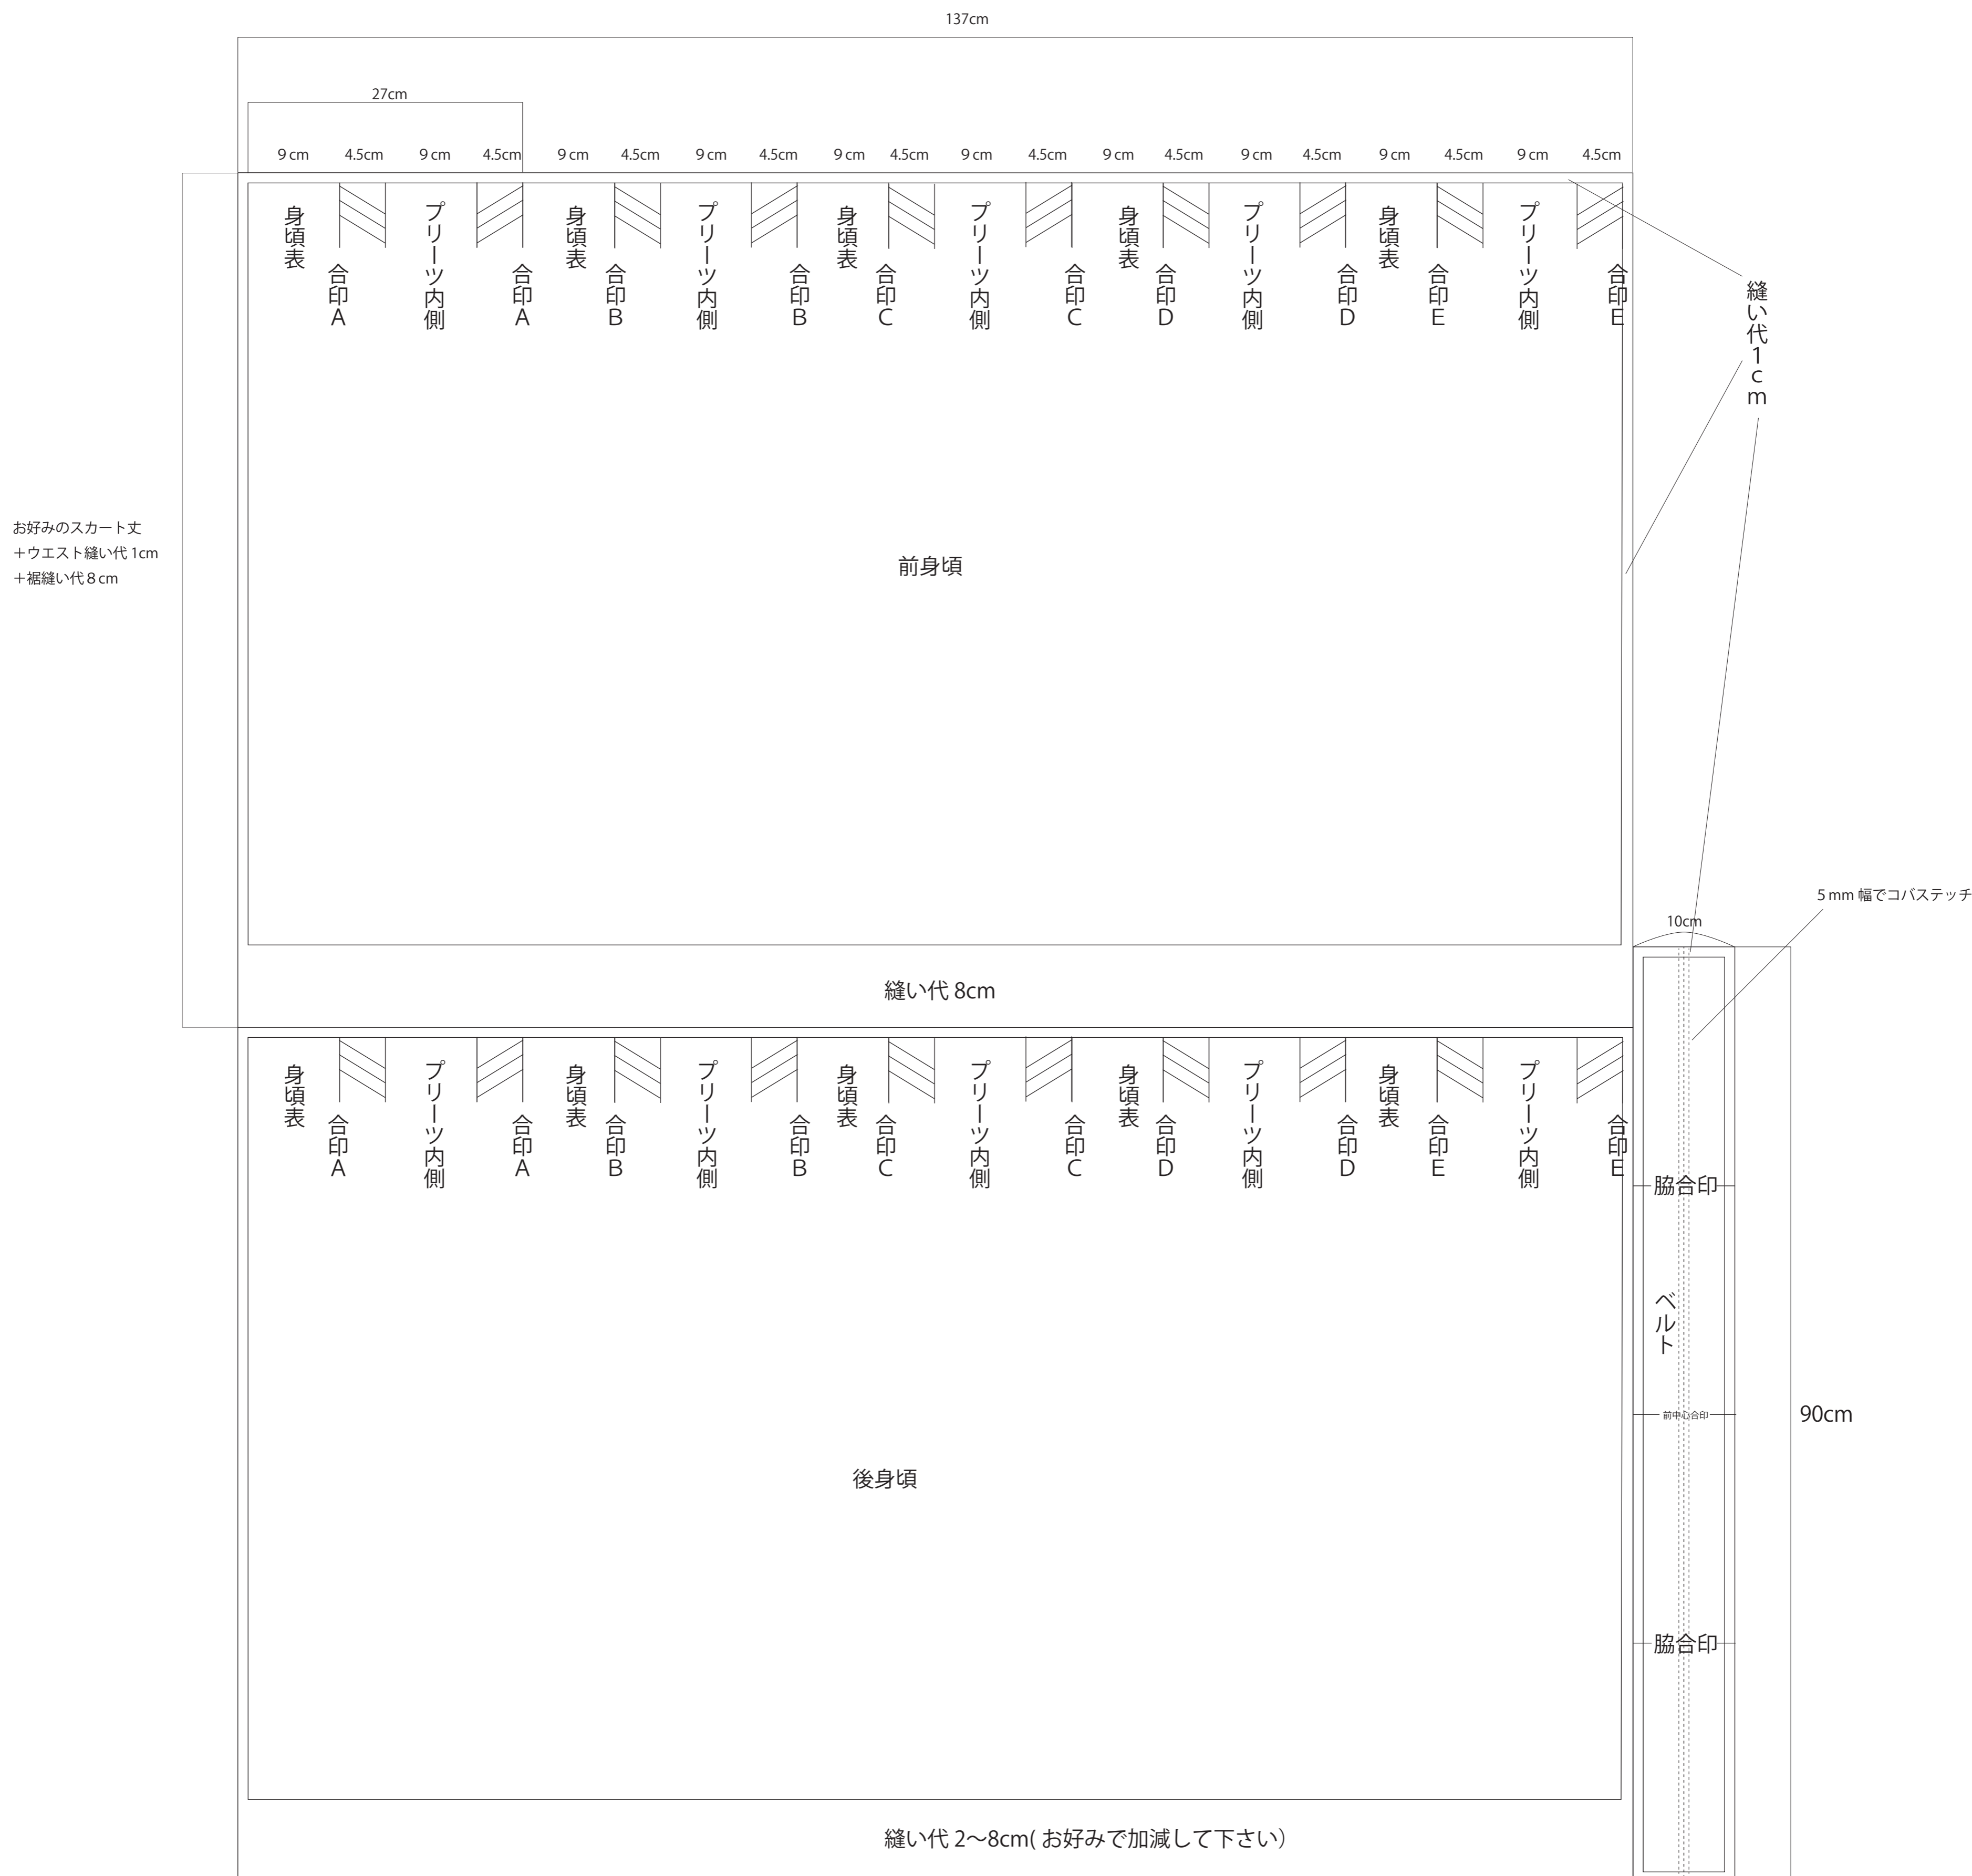 137cm
27cm
9 cm 4.5cm 9 cm 4.5cm 9 cm 4.5cm 9 cm 4.5cm 9 cm 4.5cm 9 cm 4.5cm 9 cm 4.5cm 9 cm 4.5cm 9 cm 4.5cm 9 cm 4.5cm
身頃表
合印A
プリーツ内側
合印A
身頃表
合印B
プリーツ内側
合印B
身頃表
合印C
プリーツ内側
合印C
身頃表
合印D
プリーツ内側
合印D
身頃表
合印E
プリーツ内側
合印E
縫い代1cm
お好みのスカート丈
+ウエスト縫い代 1cm
+裾縫い代 8 cm
前身頃
縫い代 8cm
5 mm 幅でコバステッチ
10cm
身頃表
合印A
プリーツ内側
合印A
身頃表
合印B
プリーツ内側
合印B
身頃表
合印C
プリーツ内側
合印C
身頃表
合印D
プリーツ内側
合印D
身頃表
合印E
プリーツ内側
合印E
脇合印
ベルト
前中心合印
90cm
後身頃
脇合印
縫い代 2〜8cm( お好みで加減して下さい）